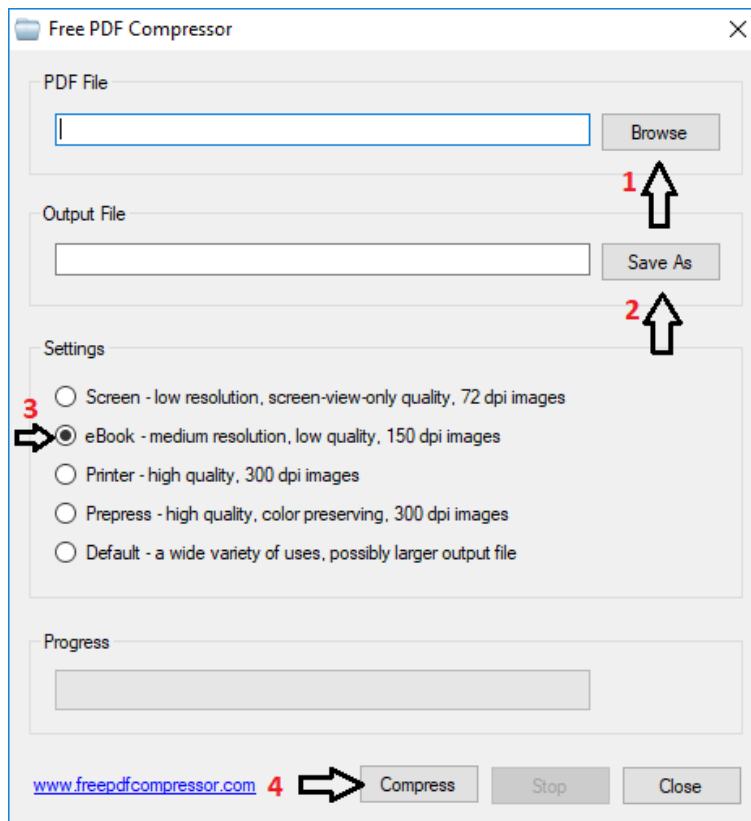 Free PDF Compressor
PDF File
Browse
1
Output File
Save As
2
Settings
Screen - low resolution, screen-view-only quality, 72 dpi images
3
eBook - medium resolution, low quality, 150 dpi images
Printer - high quality, 300 dpi images
Prepress - high quality, color preserving, 300 dpi images
Default - a wide variety of uses, possibly larger output file
Progress
www.freepdfcompressor.com 4 Compress Stop Close